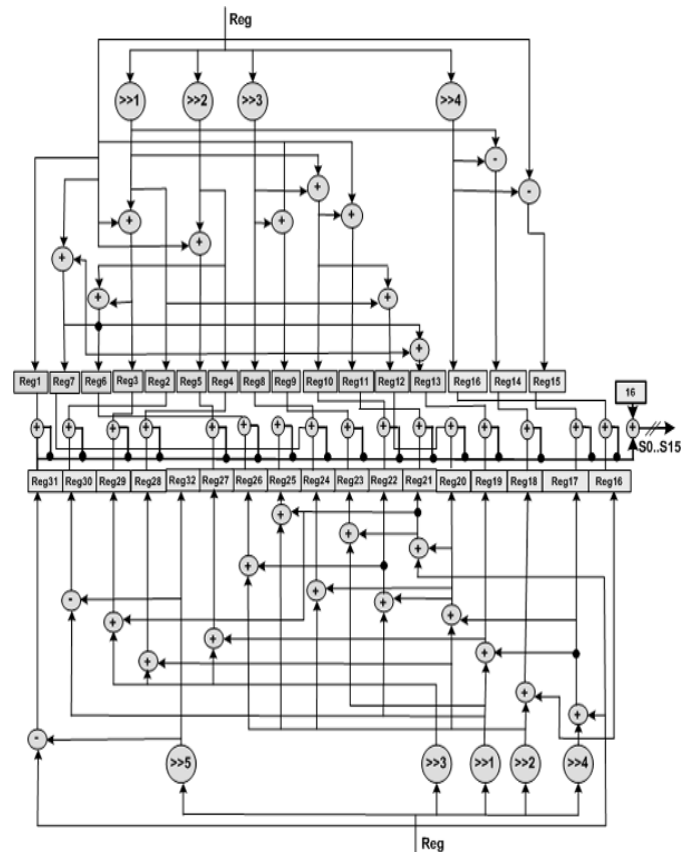 Reg
>>1 >>2 >>3 >>4
-
+ -
+ + +
+
+
+ +
+
Reg1 Reg7 Reg6 Reg3 Reg2 Reg5 Reg4 Reg8 Reg9 Reg10 Reg11 Reg12 Reg13 Reg16 Reg14 Reg15
16
+ + + + + + + + + + + + + + + + +
S0..S15
Reg31 Reg30 Reg29 Reg28 Reg32 Reg27 Reg26 Reg25 Reg24 Reg23 Reg22 Reg21 Reg20 Reg19 Reg18 Reg17 Reg16
+
+
+
+
+
- +
+ +
+ +
+
+
+
-
>>5 >>3 >>1 >>2 >>4
Reg